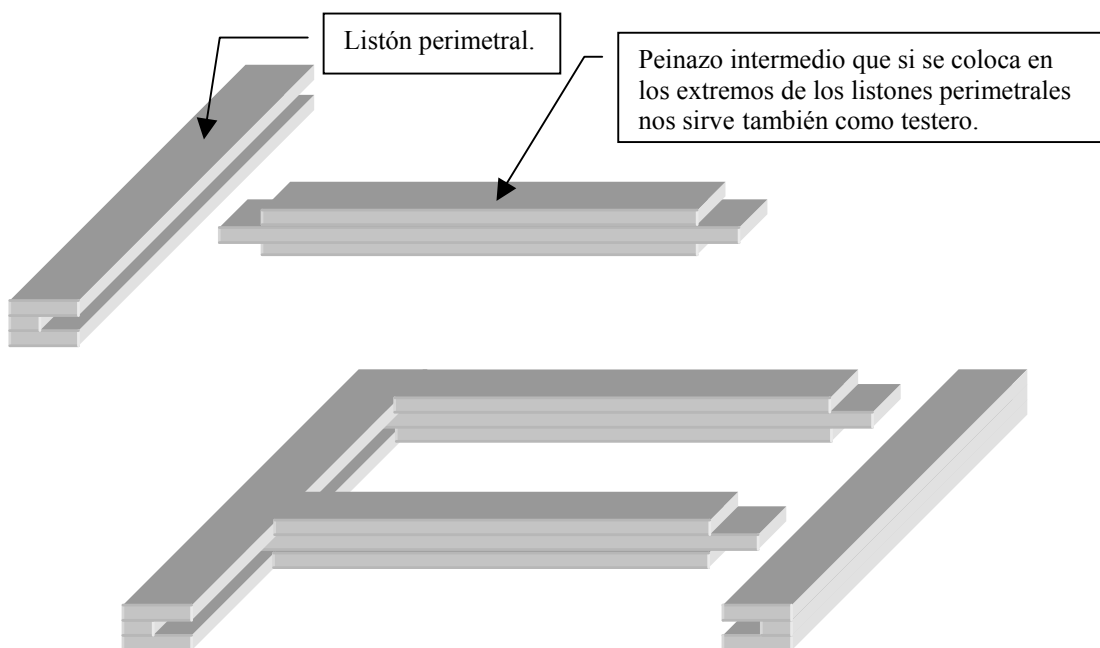 Listón perimetral.
Peinazo intermedio que si se coloca en
los extremos de los listones perimetrales
nos sirve también como testero.